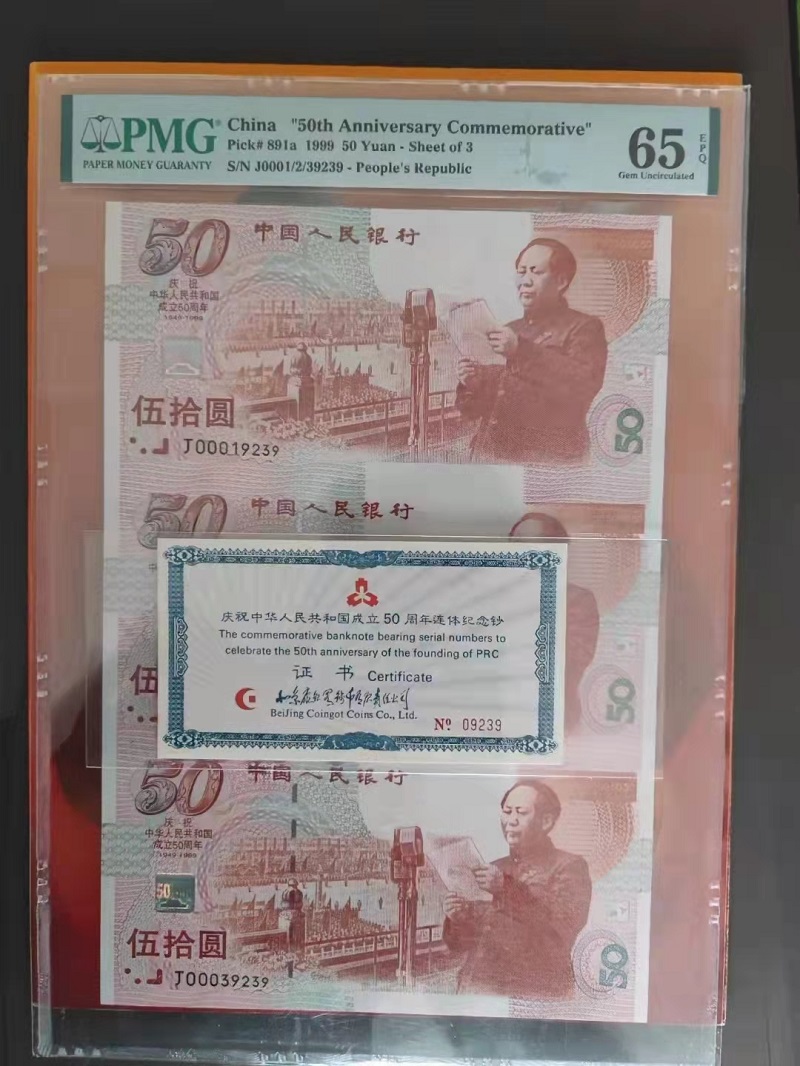 PMG
PAPER MONEY GUARANTY
China "50th Anniversary Commemorative"
Pick# 891a 1999 50 Yuan - Sheet of 3
S/N J0001/2/39239 - People's Republic
65
EPQ
Gem Uncirculated
50
中国人民银行
庆祝
中华人民共和国
成立50周年
1949-1999
伍拾圆
J00019239
50
50
中国人民银行
伍
50
庆祝中华人民共和国成立50周年连体纪念钞
The commemorative banknote bearing serial numbers to
celebrate the 50th anniversary of the founding of PRC
证书 Certificate
BeiJing Coingot Coins Co., Ltd.
Nº 09239
50
中国人民银行
庆祝
中华人民共和国
成立50周年
1949-1999
50
伍拾圆
J00039239
50